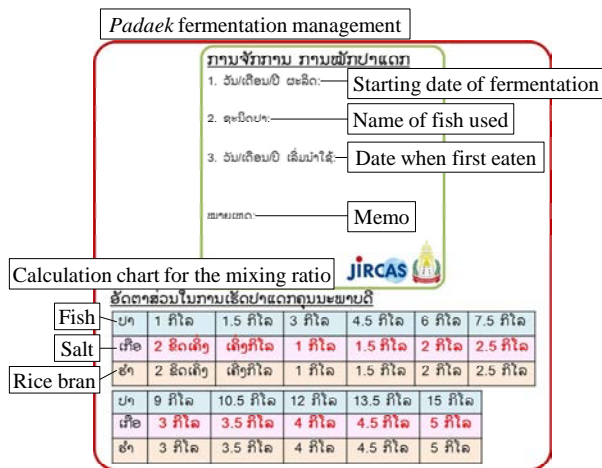 Padaek fermentation management
ການຈັກການ ການໝັກປາແດກ
1. ວັນ/ເດືອນ/ປີ ຜະລິດ: Starting date of fermentation
2. ຊະນິດປາ: Name of fish used
3. ວັນ/ເດືອນ/ປີ ເລີ່ມນຳໃຊ້: Date when first eaten
ໝາຍເຫດ: Memo
JIRCAS
Calculation chart for the mixing ratio
ອັດຕາສ່ວນໃນການເຮັດປາແດກຄຸນນະພາບດີ
Fish ປາ 1 ກິໂລ 1.5 ກິໂລ 3 ກິໂລ 4.5 ກິໂລ 6 ກິໂລ 7.5 ກິໂລ
Salt ເກືອ 2 ຂີດເຄິ່ງ ເຄິ່ງກິໂລ 1 ກິໂລ 1.5 ກິໂລ 2 ກິໂລ 2.5 ກິໂລ
Rice bran ຮຳ 2 ຂີດເຄິ່ງ ເຄິ່ງກິໂລ 1 ກິໂລ 1.5 ກິໂລ 2 ກິໂລ 2.5 ກິໂລ
ປາ 9 ກິໂລ 10.5 ກິໂລ 12 ກິໂລ 13.5 ກິໂລ 15 ກິໂລ
ເກືອ 3 ກິໂລ 3.5 ກິໂລ 4 ກິໂລ 4.5 ກິໂລ 5 ກິໂລ
ຮຳ 3 ກິໂລ 3.5 ກິໂລ 4 ກິໂລ 4.5 ກິໂລ 5 ກິໂລ